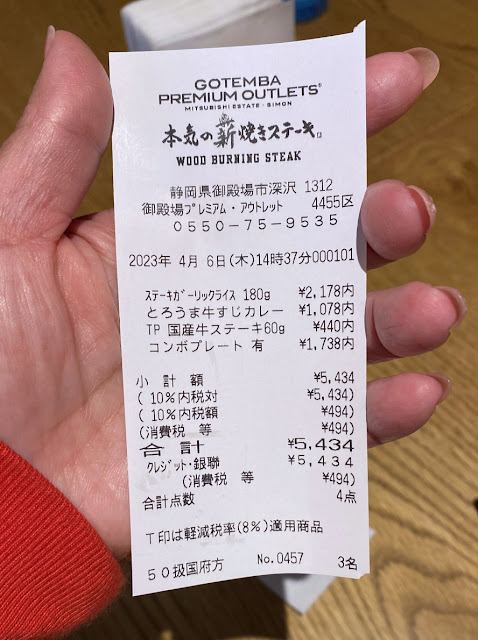 GOTEMBA
PREMIUM OUTLETS®
MITSUBISHI ESTATE · SIMON
本気の薪焼きステーキ。
WOOD BURNING STEAK
静岡県御殿場市深沢 1312
御殿場プレミアム・アウトレット 4455区
0550-75-9535
2023年 4月 6日(木)14時37分000101
ステーキガーリックライス 180g ¥2,178内
とろうま牛すじカレー ¥1,078内
TP 国産牛ステーキ60g ¥440内
コンボプレート 有 ¥1,738内
小計額 ¥5,434
(10%内税対 ¥5,434)
(10%内税額 ¥494)
(消費税 等 ¥494)
合計 ¥5,434
クレジット・銀聯 ¥5,434
(消費税 等 ¥494)
合計点数 4点
T印は軽減税率(8%)適用商品
50扱国府方 No.0457 3名